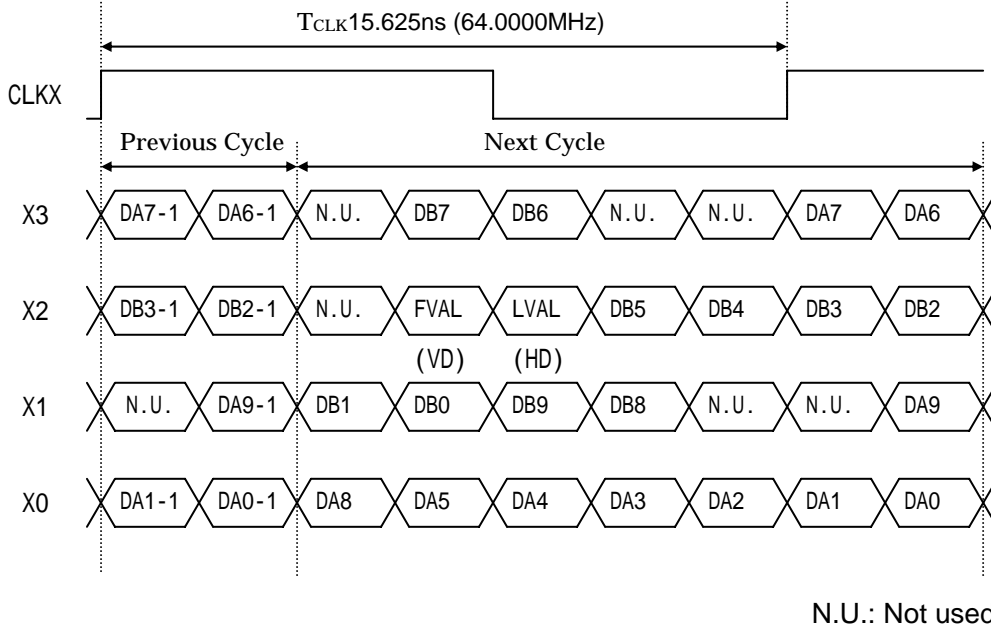 TCLK15.625ns (64.0000MHz)
CLKX
Previous Cycle Next Cycle
X3 DA7-1 DA6-1 N.U. DB7 DB6 N.U. N.U. DA7 DA6
X2 DB3-1 DB2-1 N.U. FVAL LVAL DB5 DB4 DB3 DB2
(VD) (HD)
X1 N.U. DA9-1 DB1 DB0 DB9 DB8 N.U. N.U. DA9
X0 DA1-1 DA0-1 DA8 DA5 DA4 DA3 DA2 DA1 DA0
N.U.: Not used